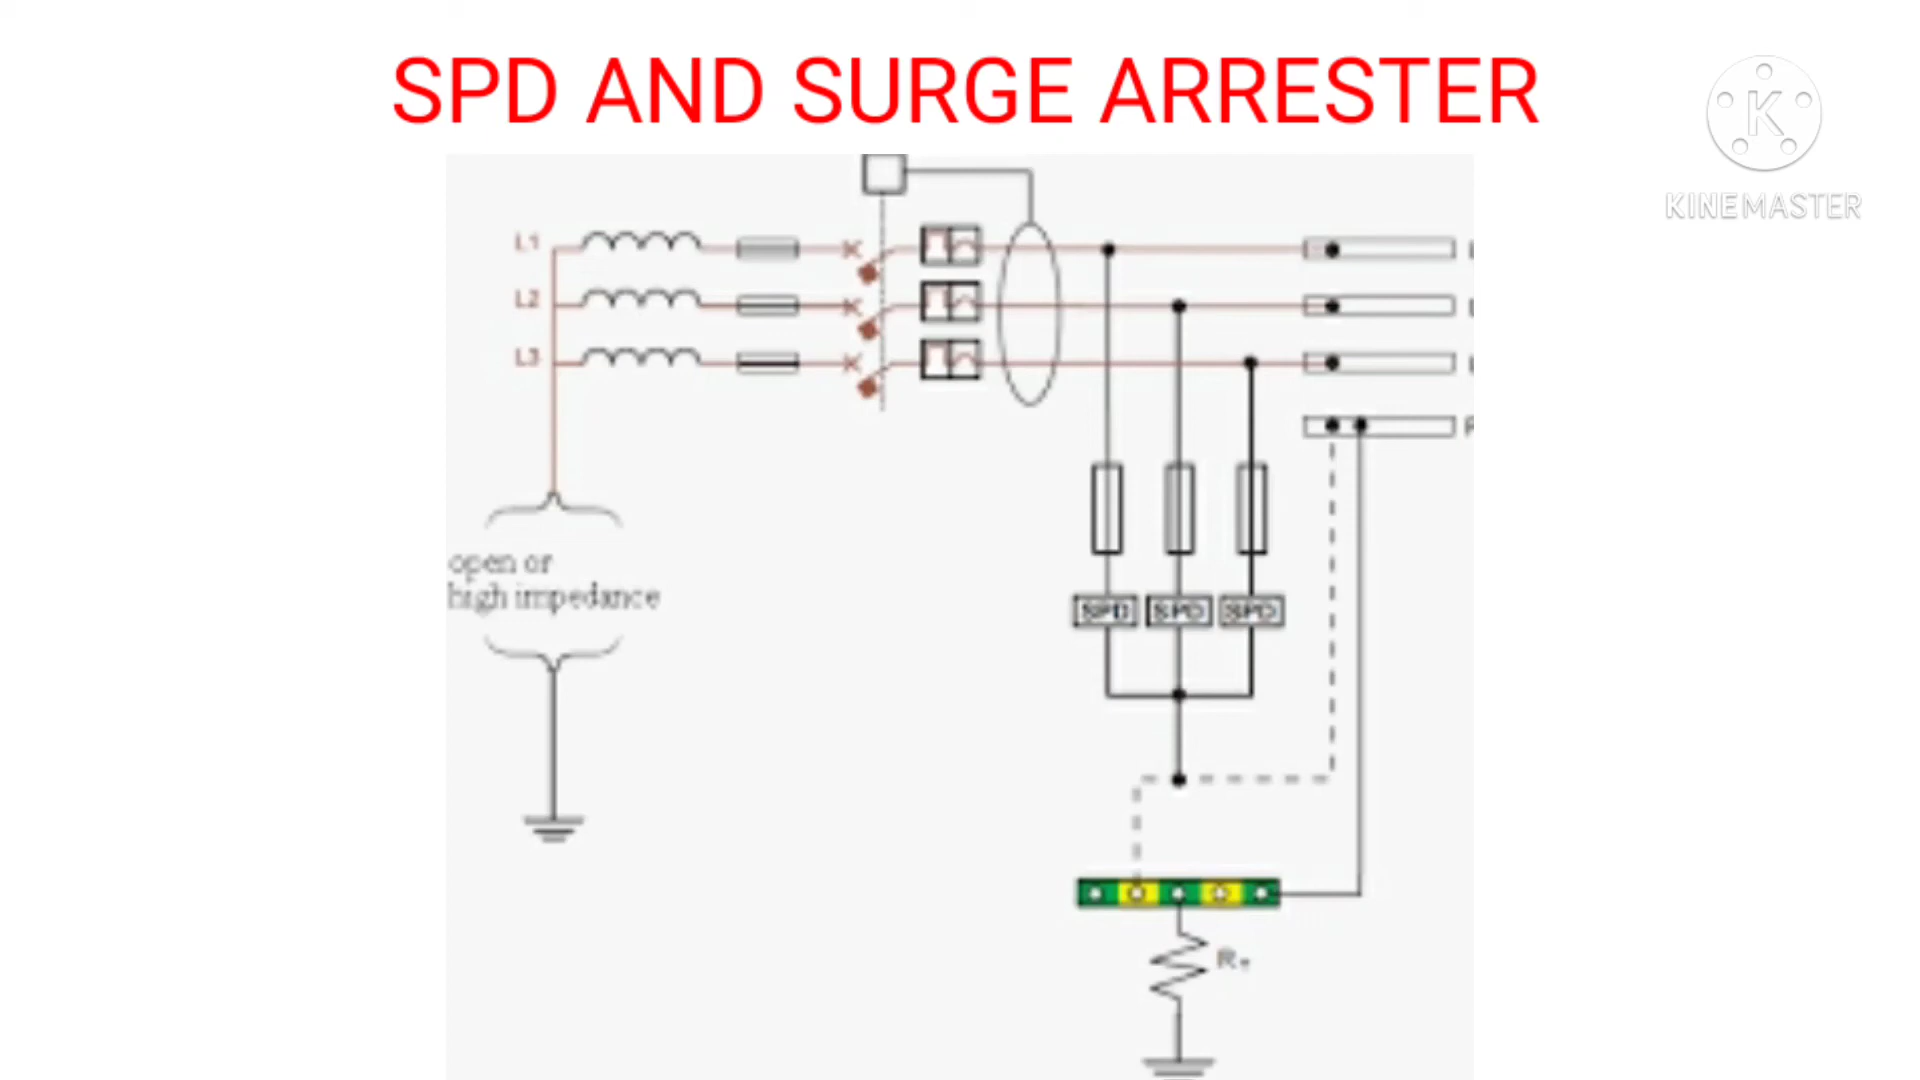 SPD AND SURGE ARRESTER
K
KINEMASTER
L1
L2
L3
open or
high impedance
SPD SPD SPD
R